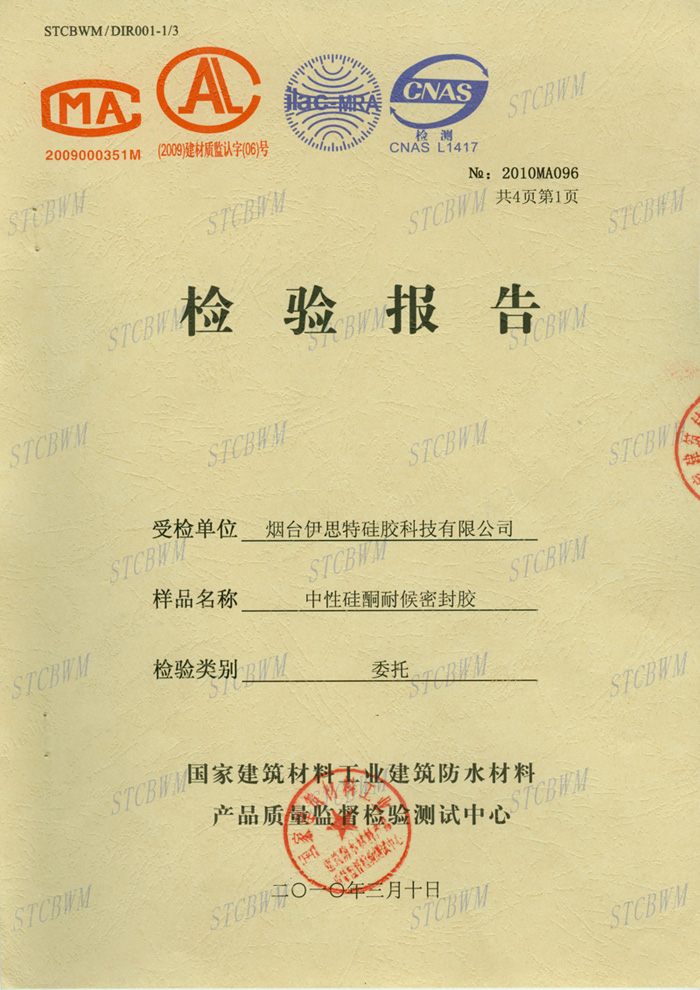 STCBWM/DIR001-1/3
MA
AL
ilac-MRA
CNAS
检 测
2009000351M
(2009)建材质监认字(06)号
CNAS L1417
№：2010MA096
共4页第1页
检 验 报 告
受检单位 烟台伊思特硅胶科技有限公司
样品名称 中性硅酮耐候密封胶
检验类别 委托
国家建筑材料工业建筑防水材料
产品质量监督检验测试中心
二〇一〇年三月十日
STCBWM